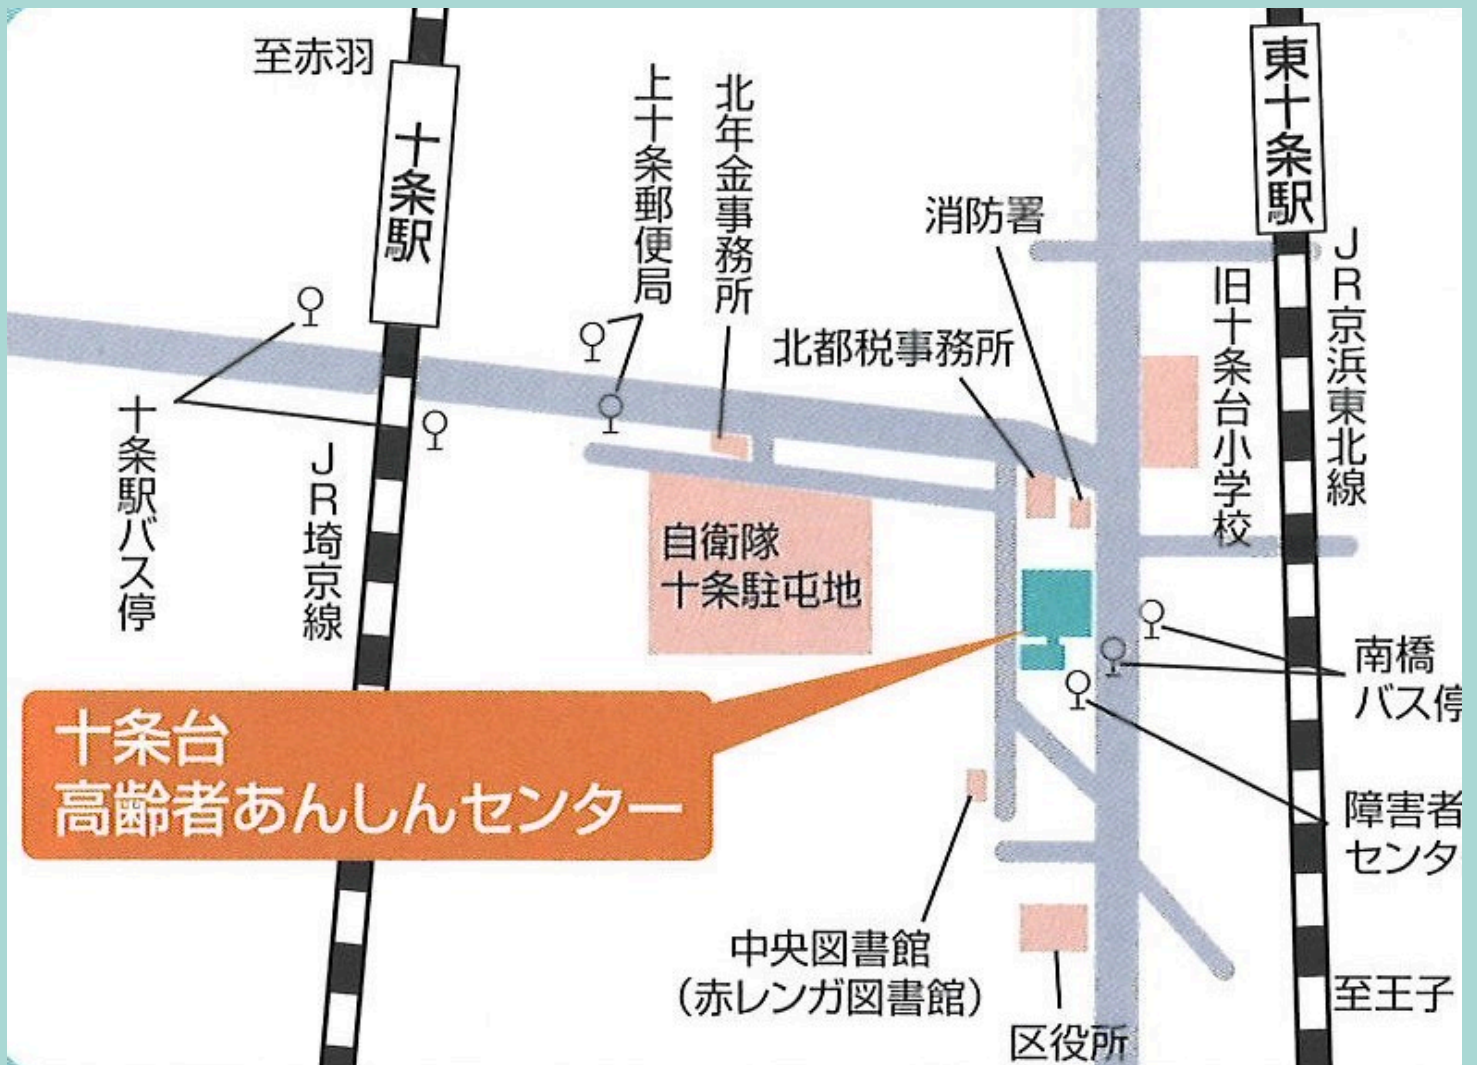 至赤羽
十条駅
上十条郵便局
北年金事務所
消防署
東十条駅
北都税事務所
旧十条台小学校
JR京浜東北線
十条駅バス停
JR埼京線
自衛隊
十条駐屯地
南橋
バス停
十条台
高齢者あんしんセンター
障害者
センタ
中央図書館
（赤レンガ図書館）
区役所
至王子